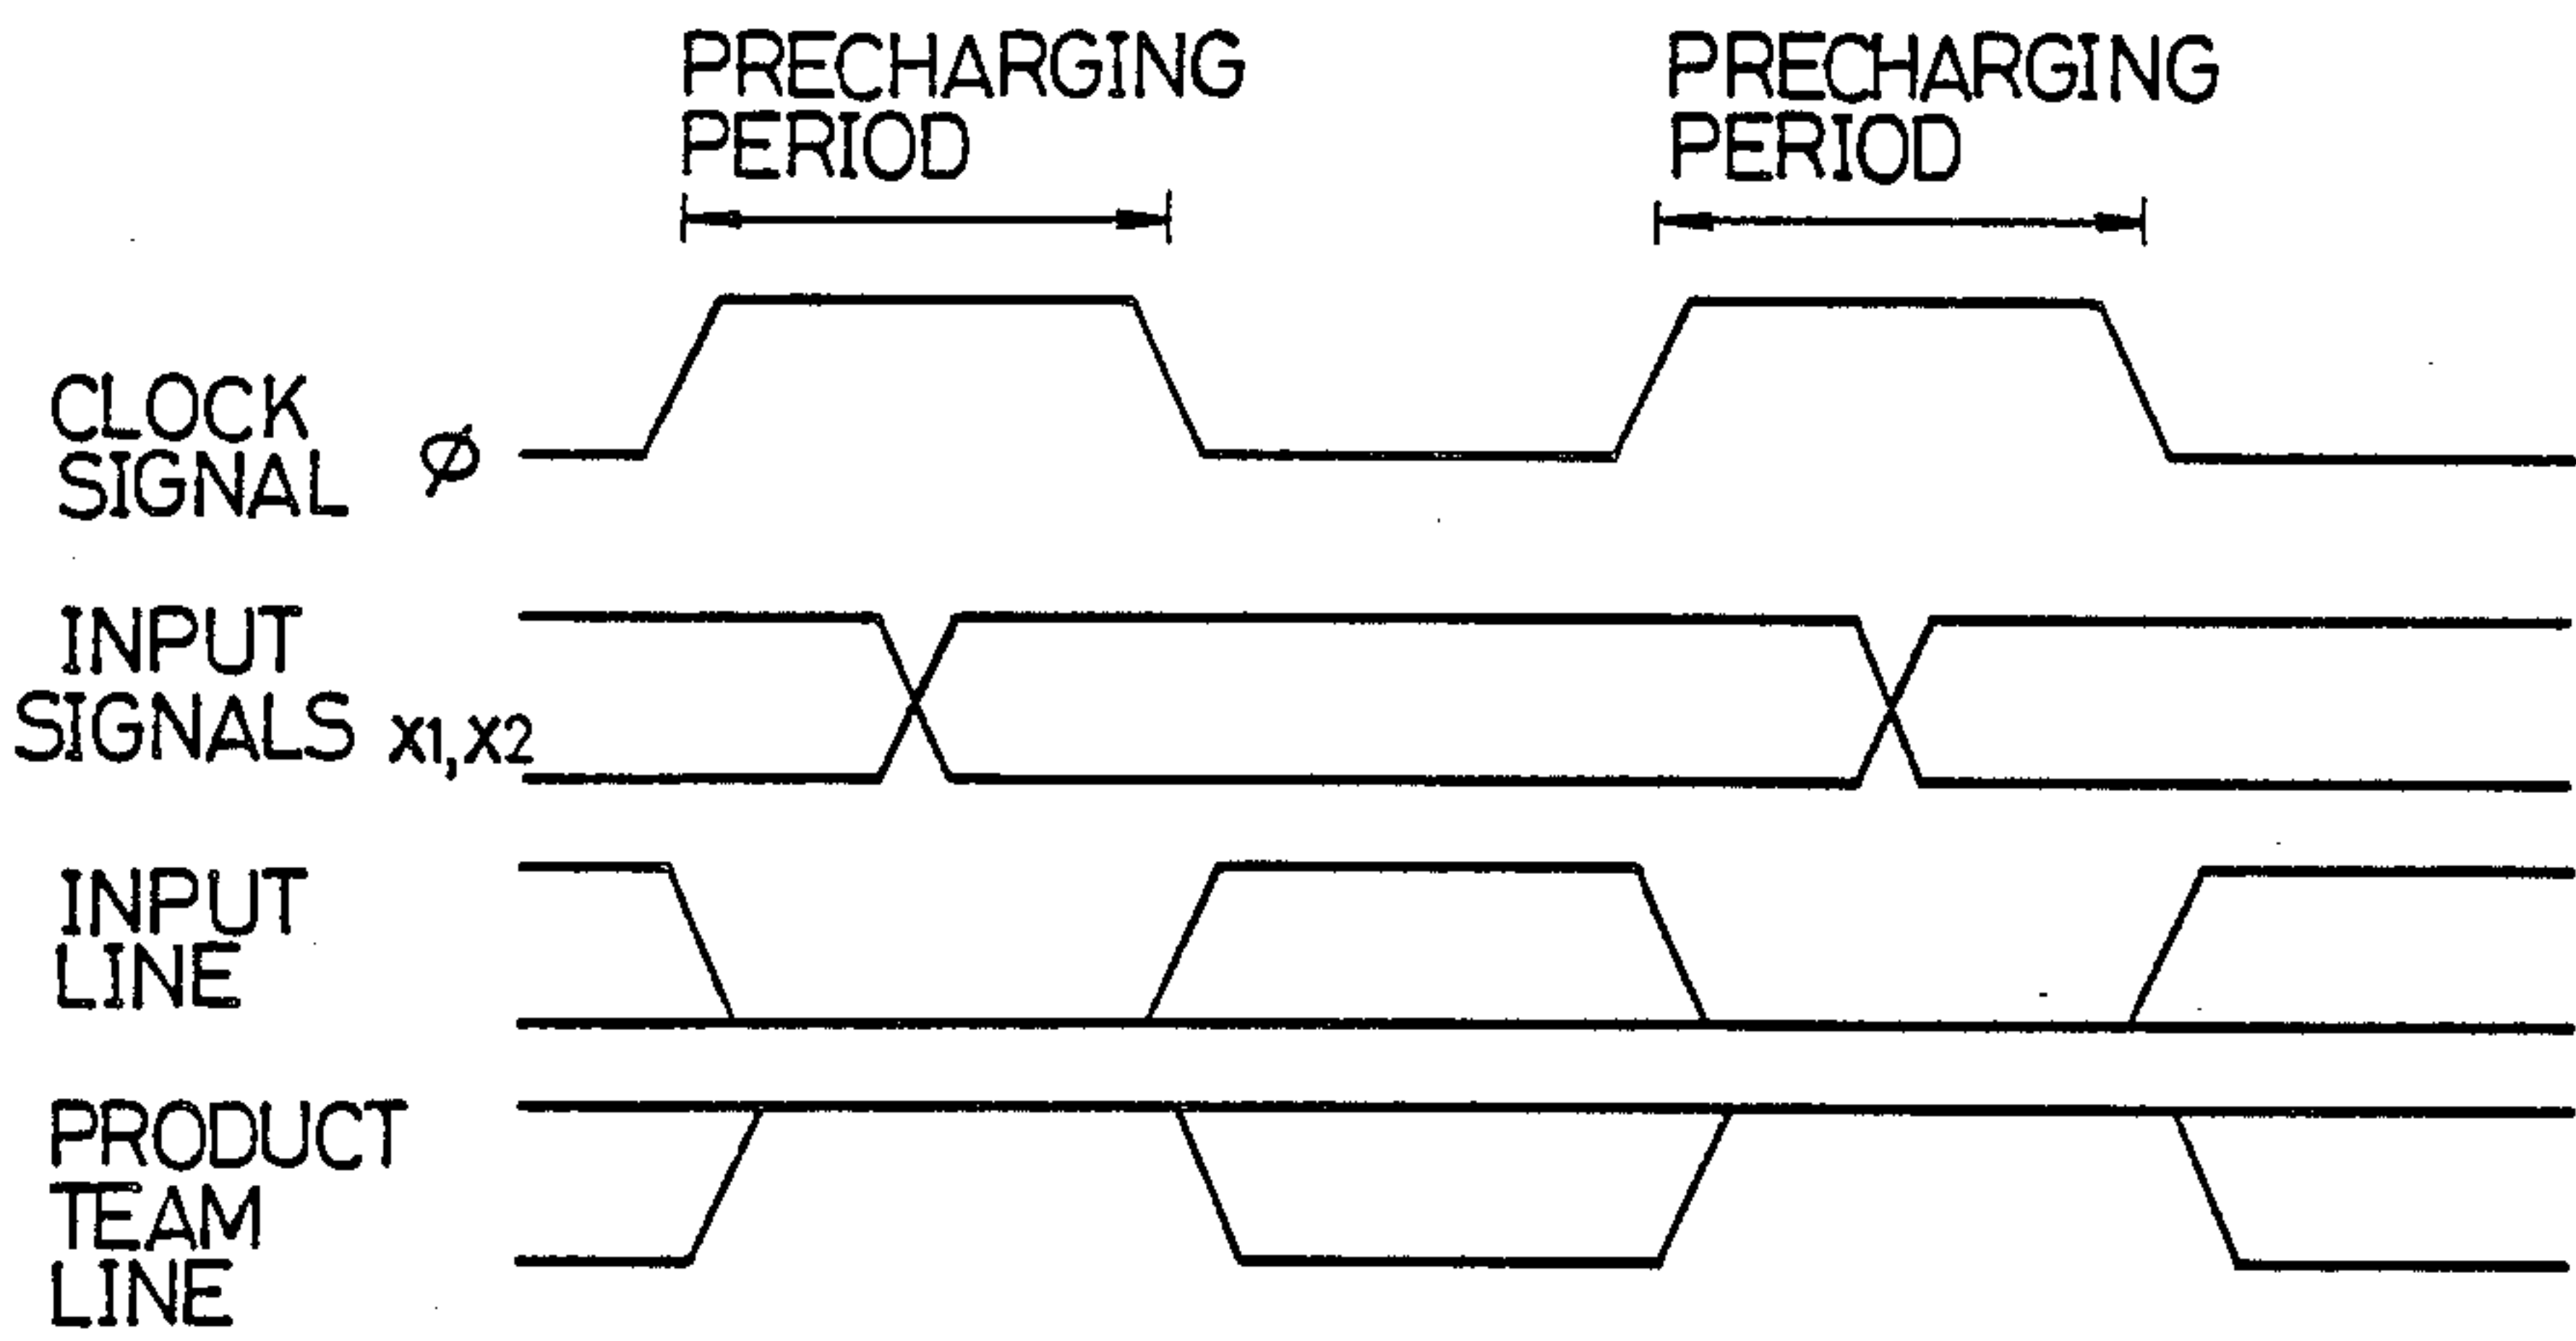 PRECHARGING
PERIOD
PRECHARGING
PERIOD
CLOCK
SIGNAL Ø
INPUT
SIGNALS X1, X2
INPUT
LINE
PRODUCT
TEAM
LINE